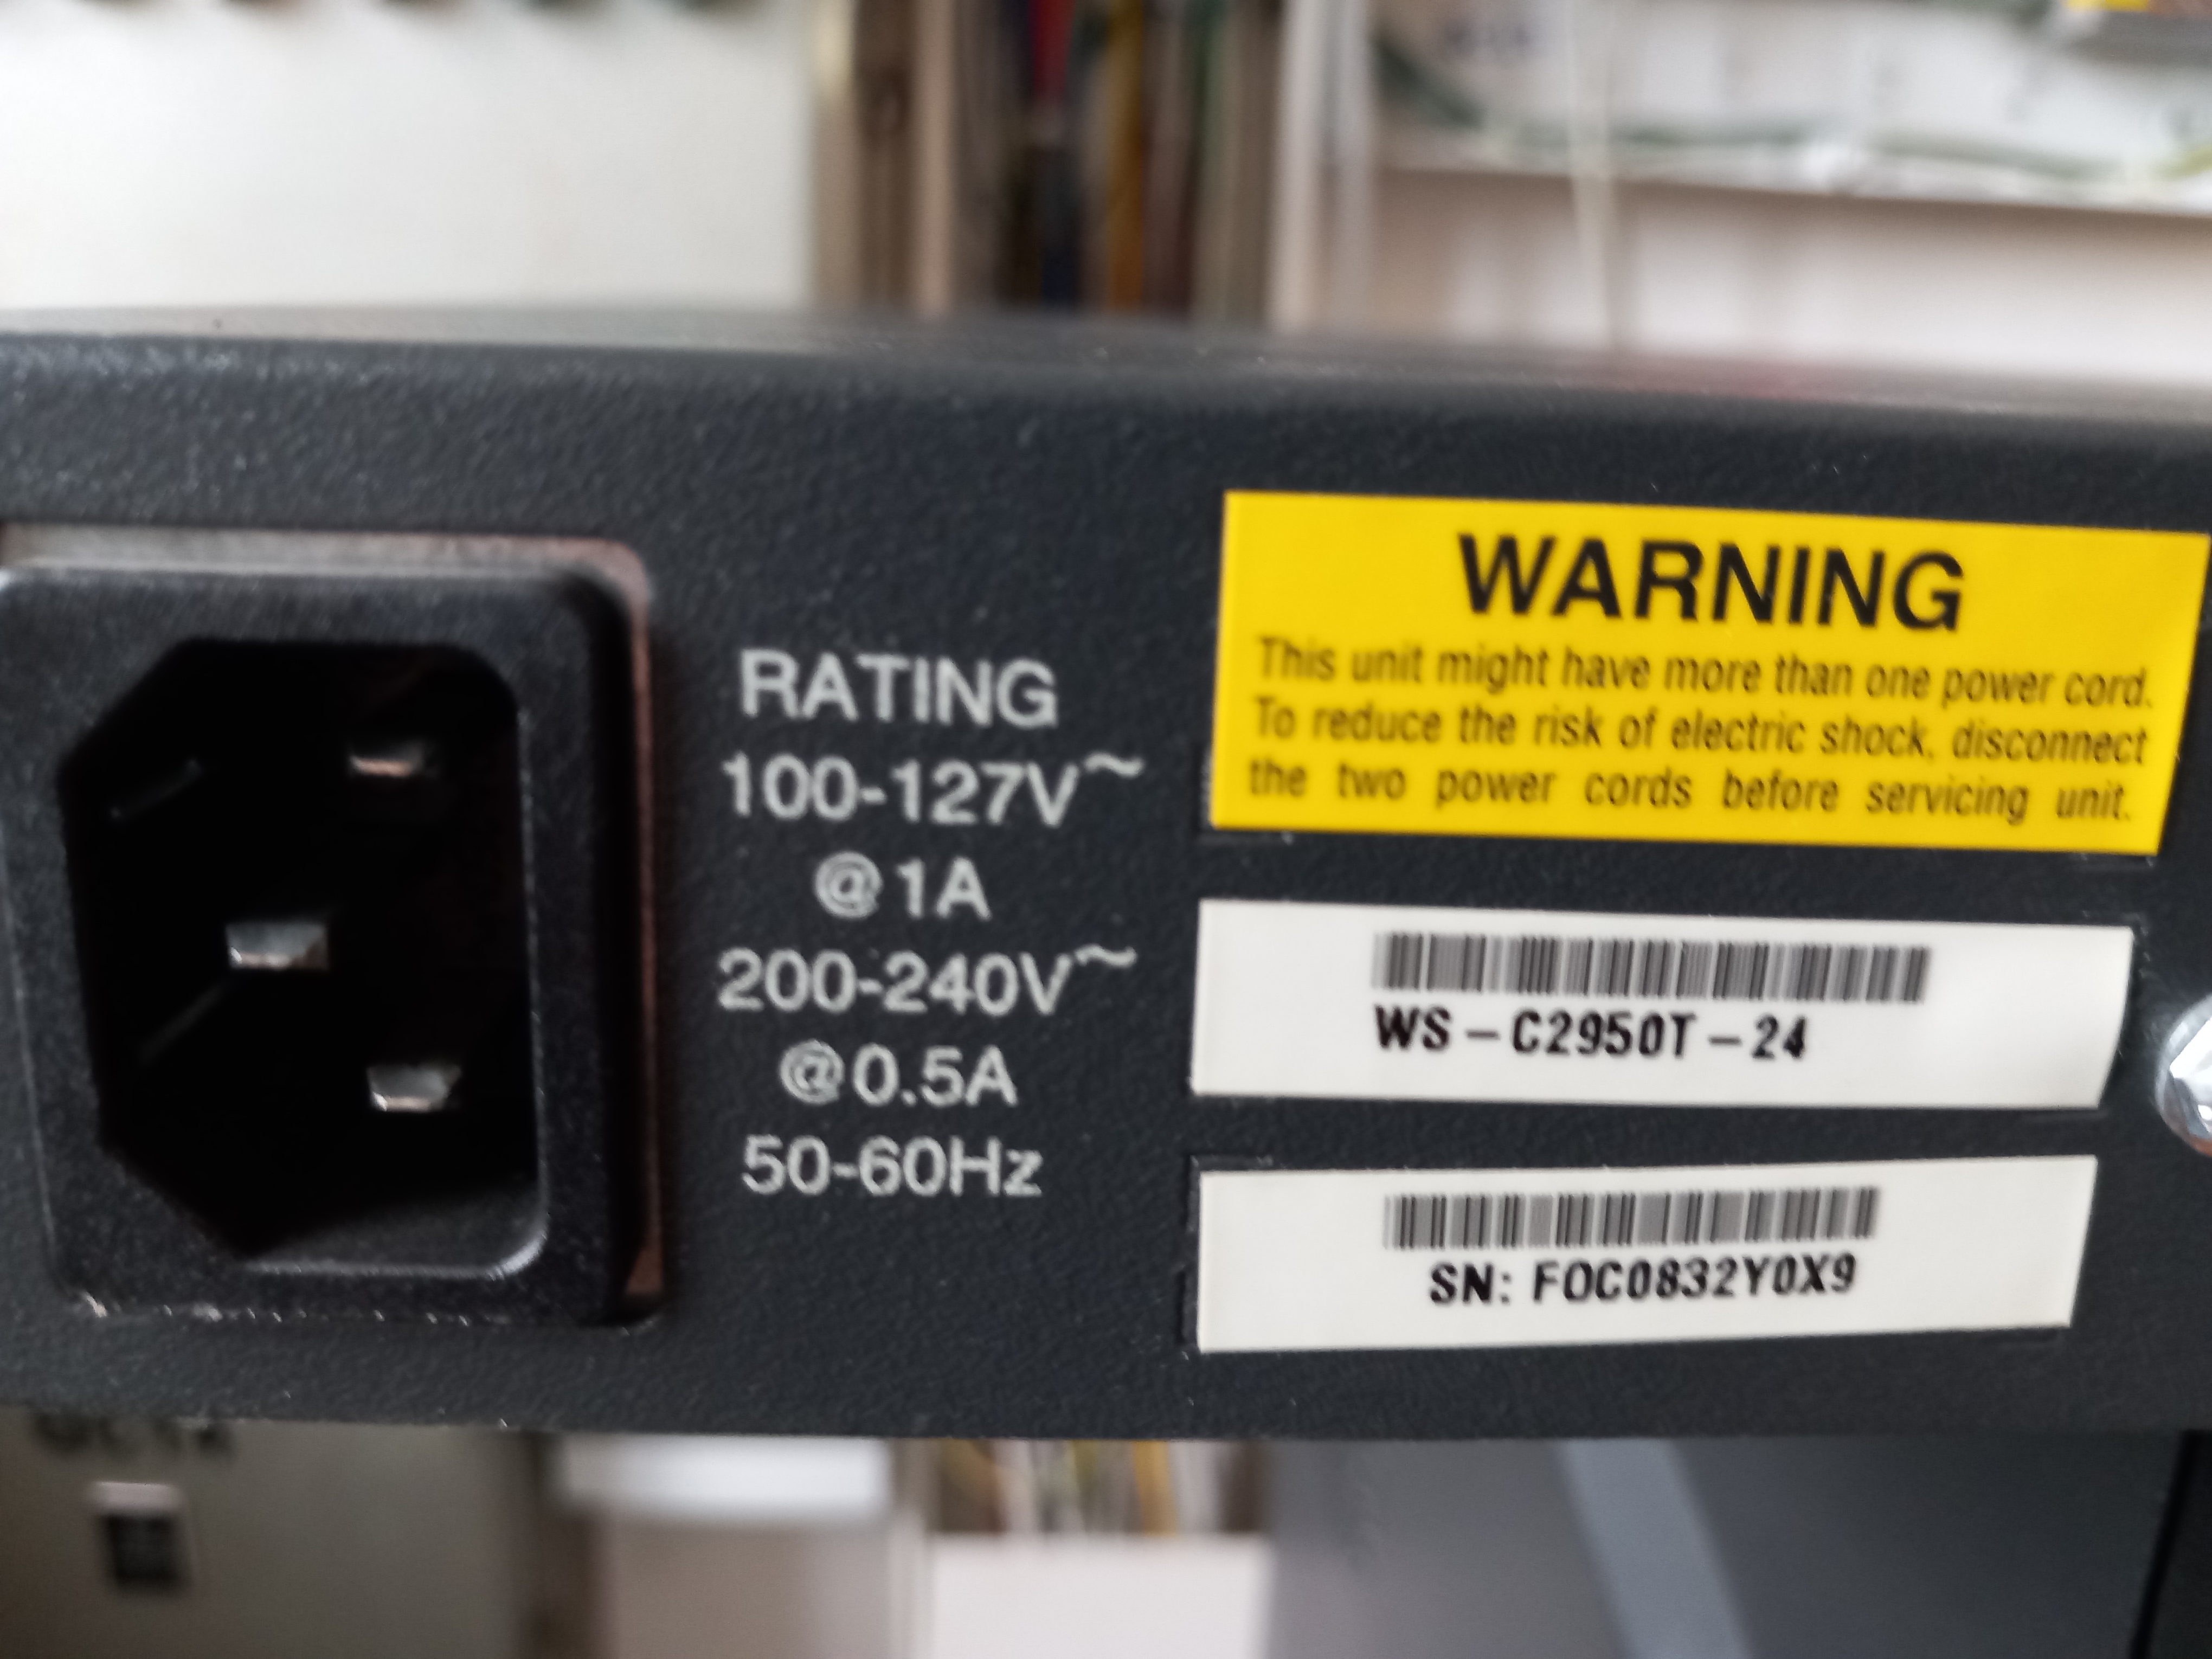 RATING
100-127V~
@1A
200-240V~
@0.5A
50-60Hz
WARNING
This unit might have more than one power cord.
To reduce the risk of electric shock, disconnect
the two power cords before servicing unit.
WS-C2950T-24
SN: FOC0832Y0X9